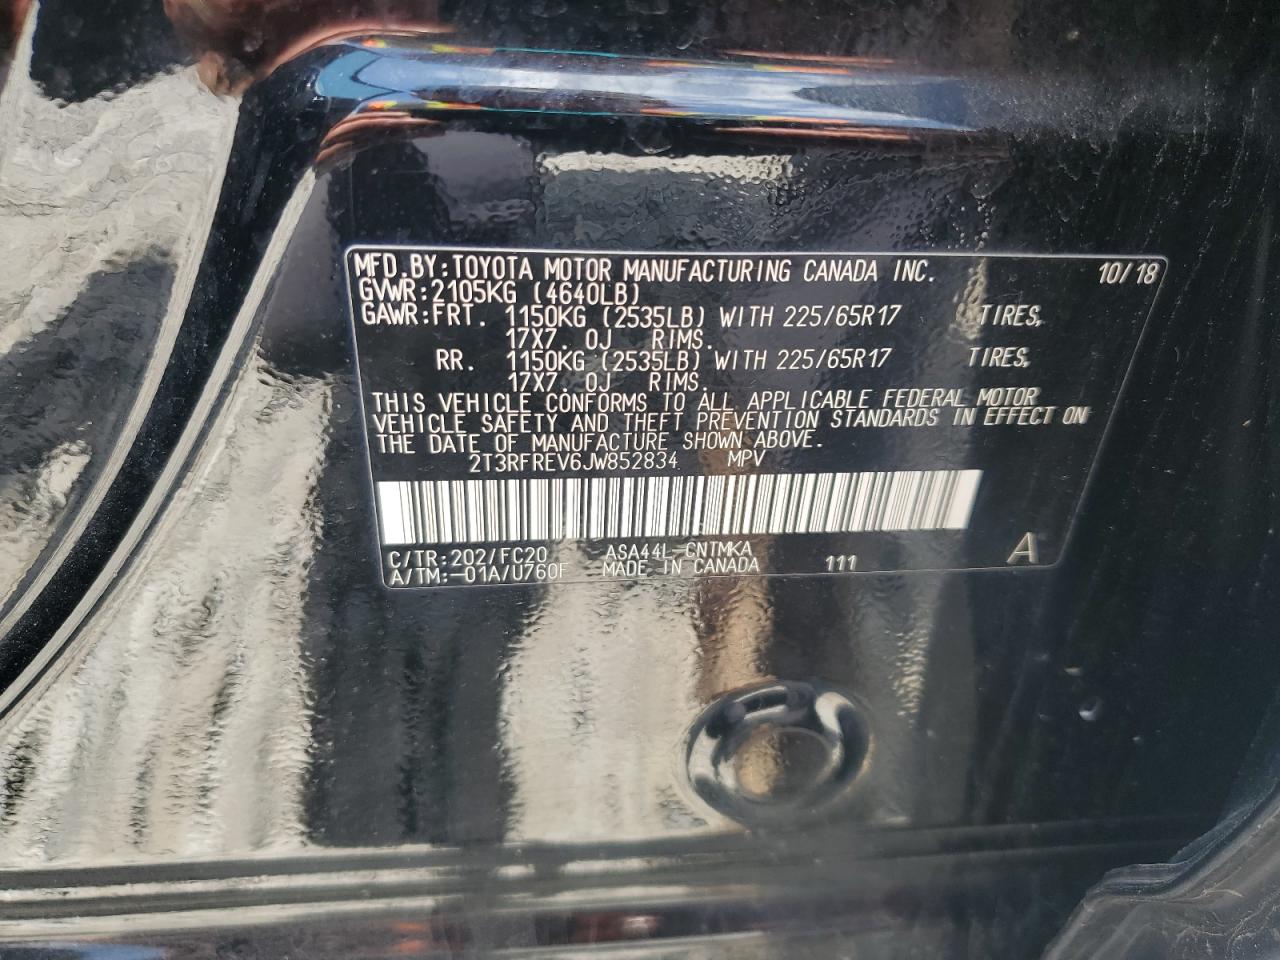 MFD.BY:TOYOTA MOTOR MANUFACTURING CANADA INC. 10/18
GVWR:2105KG (4640LB)
GAWR:FRT. 1150KG (2535LB) WITH 225/65R17 TIRES,
17X7.0J RIMS.
RR. 1150KG (2535LB) WITH 225/65R17 TIRES,
17X7.0J RIMS.
THIS VEHICLE CONFORMS TO ALL APPLICABLE FEDERAL MOTOR
VEHICLE SAFETY AND THEFT PREVENTION STANDARDS IN EFFECT ON
THE DATE OF MANUFACTURE SHOWN ABOVE.
2T3RFREV6JW852834 MPV
C/TR:202/FC20 ASA44L-CNTMKA
A/TM:-01A/U760F MADE IN CANADA 111 A